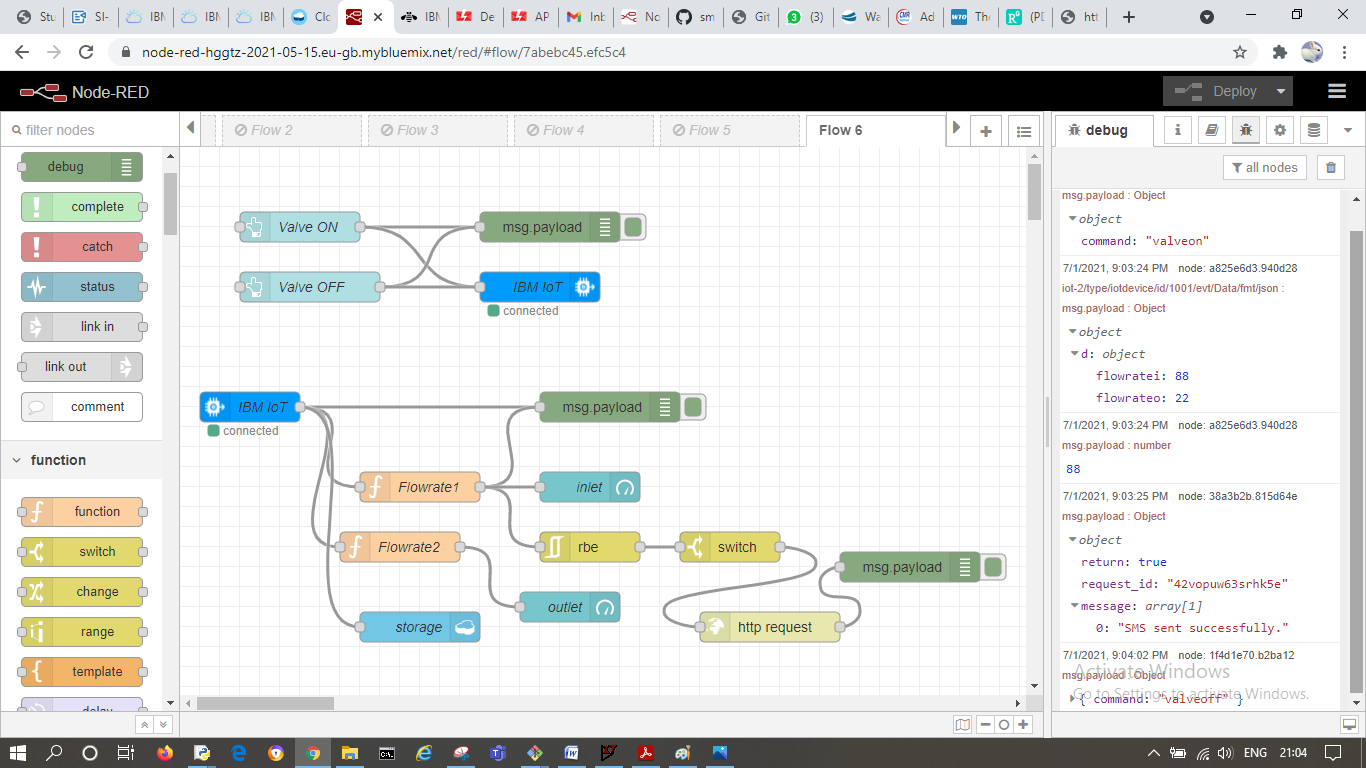 Stu
SI-
IBM
IBM
IBM
Clo
IBM
De
AP
Inb
No
sm
Git
(3)
Wa
Ad
The
(PD
htt
node-red-hggtz-2021-05-15.eu-gb.mybluemix.net/red/#flow/7abebc45.efc5c4
Node-RED
Deploy
filter nodes
Flow 2
Flow 3
Flow 4
Flow 5
Flow 6
debug
all nodes
debug
complete
catch
status
link in
link out
comment
function
function
switch
change
range
template
delay
Valve ON
msg.payload
Valve OFF
IBM IoT
connected
IBM IoT
msg.payload
connected
Flowrate1
inlet
Flowrate2
rbe
switch
msg.payload
outlet
storage
http request
msg.payload : Object
object
command: "valveon"
7/1/2021, 9:03:24 PM node: a825e6d3.940d28
iot-2/type/iotdevice/id/1001/evt/Data/fmt/json :
msg.payload : Object
object
d: object
flowratei: 88
flowrateo: 22
7/1/2021, 9:03:24 PM node: a825e6d3.940d28
msg.payload : number
88
7/1/2021, 9:03:25 PM node: 38a3b2b.815d64e
msg.payload : Object
object
return: true
request_id: "42vopuw63srhk5e"
message: array[1]
0: "SMS sent successfully."
7/1/2021, 9:04:02 PM node: 1f4d1e70.b2ba12
msg.payload : Object
{ command: "valveoff" }
Activate Windows
Go to Settings to activate Windows.
ENG
21:04